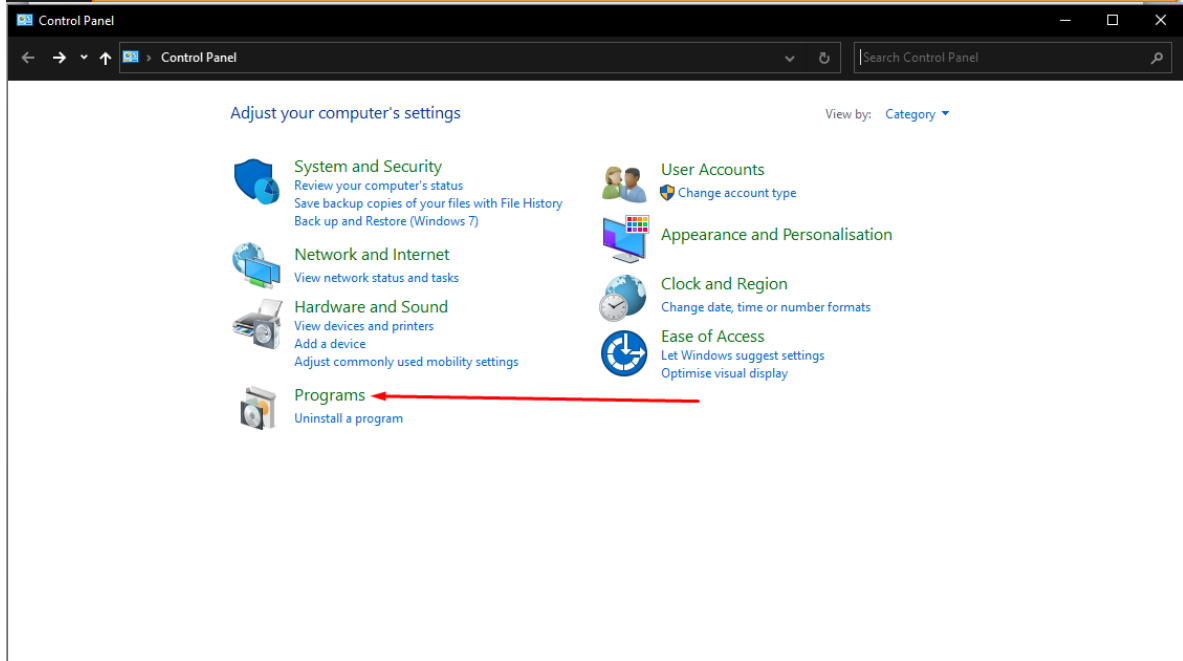 Control Panel
Control Panel
Search Control Panel
Adjust your computer's settings
View by: Category
System and Security
Review your computer's status
Save backup copies of your files with File History
Back up and Restore (Windows 7)
Network and Internet
View network status and tasks
Hardware and Sound
View devices and printers
Add a device
Adjust commonly used mobility settings
Programs
Uninstall a program
User Accounts
Change account type
Appearance and Personalisation
Clock and Region
Change date, time or number formats
Ease of Access
Let Windows suggest settings
Optimise visual display